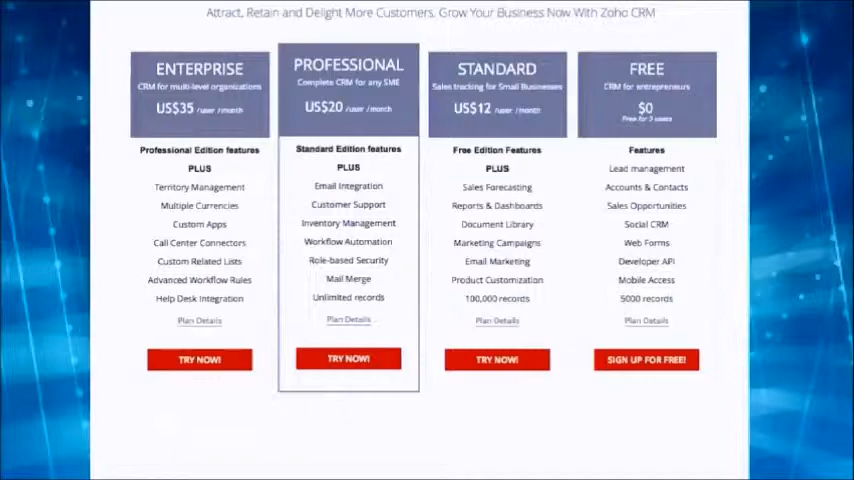 Attract, Retain and Delight More Customers. Grow Your Business Now With Zoho CRM
ENTERPRISE
CRM for multi-level organizations
US$35 /user /month
Professional Edition features
PLUS
Territory Management
Multiple Currencies
Custom Apps
Call Center Connectors
Custom Related Lists
Advanced Workflow Rules
Help Desk Integration
Plan Details
TRY NOW!
PROFESSIONAL
Complete CRM for any SME
US$20 /user /month
Standard Edition features
PLUS
Email Integration
Customer Support
Inventory Management
Workflow Automation
Role-based Security
Mail Merge
Unlimited records
Plan Details
TRY NOW!
STANDARD
Sales tracking for Small Businesses
US$12 /user /month
Free Edition Features
PLUS
Sales Forecasting
Reports & Dashboards
Document Library
Marketing Campaigns
Email Marketing
Product Customization
100,000 records
Plan Details
TRY NOW!
FREE
CRM for entrepreneurs
$0
Free for 3 users
Features
Lead management
Accounts & Contacts
Sales Opportunities
Social CRM
Web Forms
Developer API
Mobile Access
5000 records
Plan Details
SIGN UP FOR FREE!